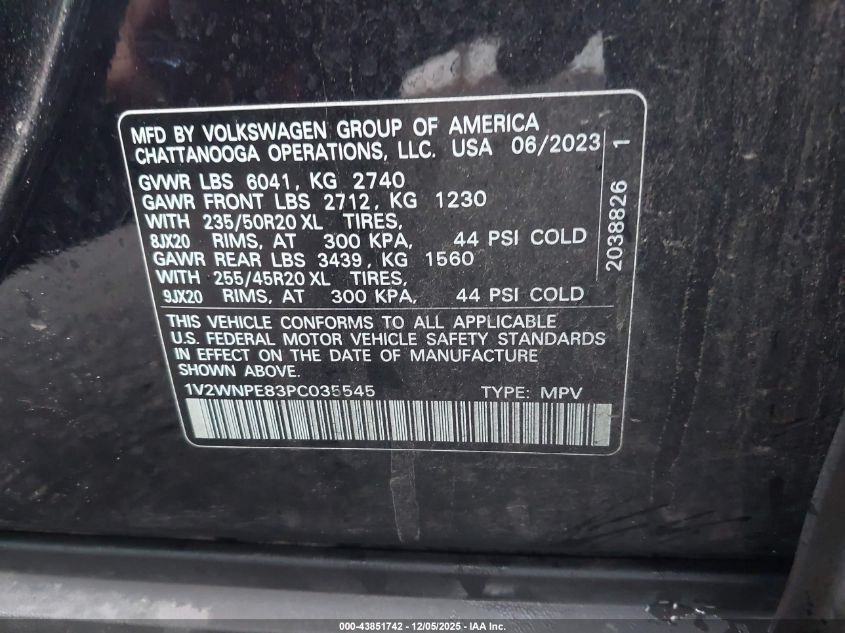 MFD BY VOLKSWAGEN GROUP OF AMERICA
CHATTANOOGA OPERATIONS, LLC. USA 06/2023
GVWR LBS 6041, KG 2740
GAWR FRONT LBS 2712, KG 1230
WITH 235/50R20 XL TIRES,
8JX20 RIMS, AT 300 KPA, 44 PSI COLD
GAWR REAR LBS 3439, KG 1560
WITH 255/45R20 XL TIRES,
9JX20 RIMS, AT 300 KPA, 44 PSI COLD
2038826 1
THIS VEHICLE CONFORMS TO ALL APPLICABLE
U.S. FEDERAL MOTOR VEHICLE SAFETY STANDARDS
IN EFFECT ON THE DATE OF MANUFACTURE
SHOWN ABOVE.
1V2WNPE83PC035545 TYPE: MPV
000-43851742 - 12/05/2025 - IAA Inc.